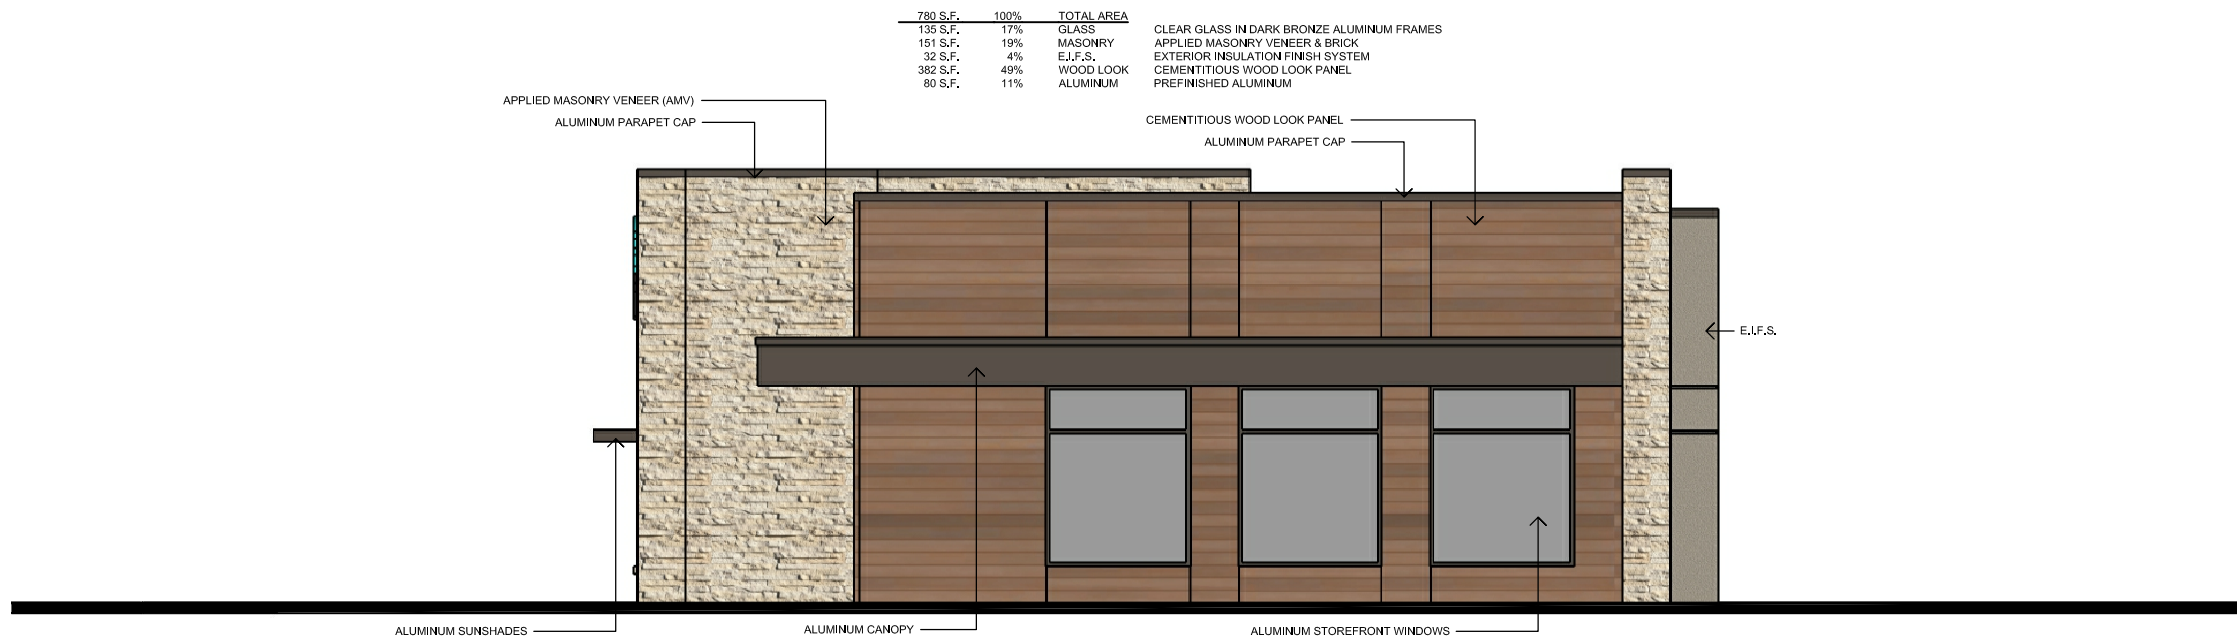 780 S.F. 100% TOTAL AREA
135 S.F. 17% GLASS CLEAR GLASS IN DARK BRONZE ALUMINUM FRAMES
151 S.F. 19% MASONRY APPLIED MASONRY VENEER & BRICK
32 S.F. 4% E.I.F.S. EXTERIOR INSULATION FINISH SYSTEM
382 S.F. 49% WOOD LOOK CEMENTITIOUS WOOD LOOK PANEL
80 S.F. 11% ALUMINUM PREFINISHED ALUMINUM
APPLIED MASONRY VENEER (AMV)
ALUMINUM PARAPET CAP
CEMENTITIOUS WOOD LOOK PANEL
ALUMINUM PARAPET CAP
E.I.F.S.
ALUMINUM SUNSHADES
ALUMINUM CANOPY
ALUMINUM STOREFRONT WINDOWS